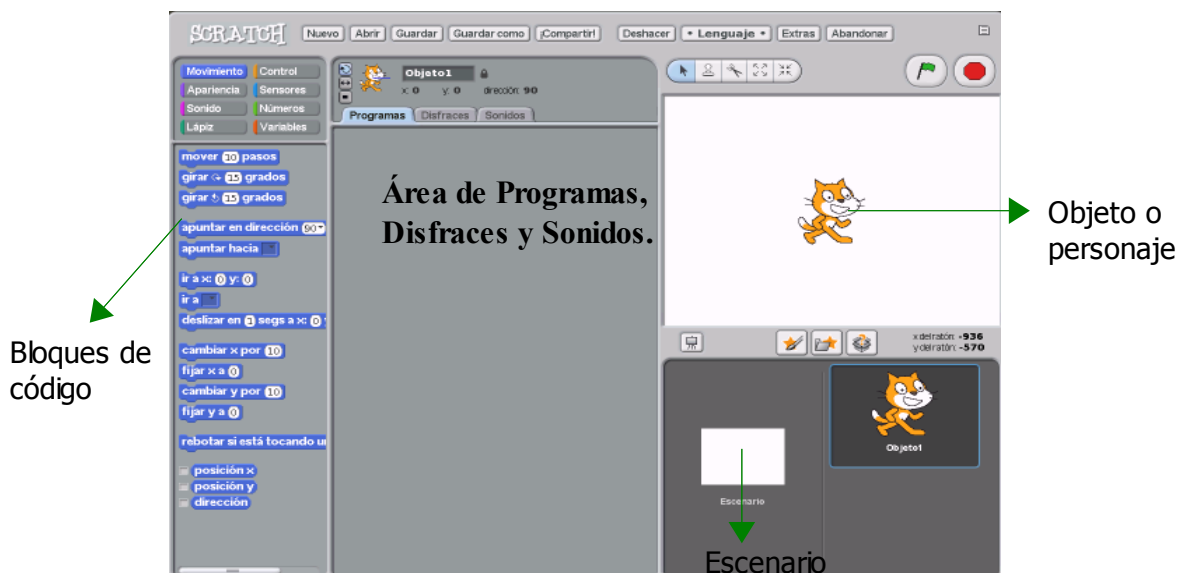 SCRATCH Nuevo Abrir Guardar Guardar como ¡Compartir! Deshacer • Lenguaje • Extras Abandonar
Movimiento Control
Apariencia Sensores
Sonido Números
Lápiz Variables
Objeto1
x: 0 y: 0 dirección: 90
Programas Disfraces Sonidos
mover 10 pasos
girar 15 grados
girar 15 grados
apuntar en dirección 90
apuntar hacia
ir a x: 0 y: 0
ir a
deslizar en 1 segs a x: 0
cambiar x por 10
fijar x a 0
cambiar y por 10
fijar y a 0
rebotar si está tocando
posición x
posición y
dirección
Bloques de
código
Área de Programas,
Disfraces y Sonidos.
Objeto o
personaje
x del ratón: -936
y del ratón: -570
Escenario
Objeto1
Escenario